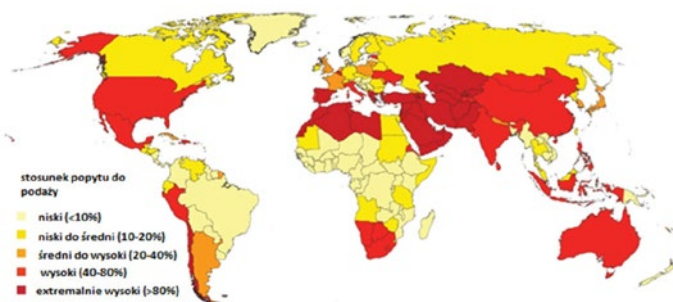 stosunek popytu do
podaży
niski (<10%)
niski do średni (10-20%)
średni do wysoki (20-40%)
wysoki (40-80%)
extremalnie wysoki (>80%)